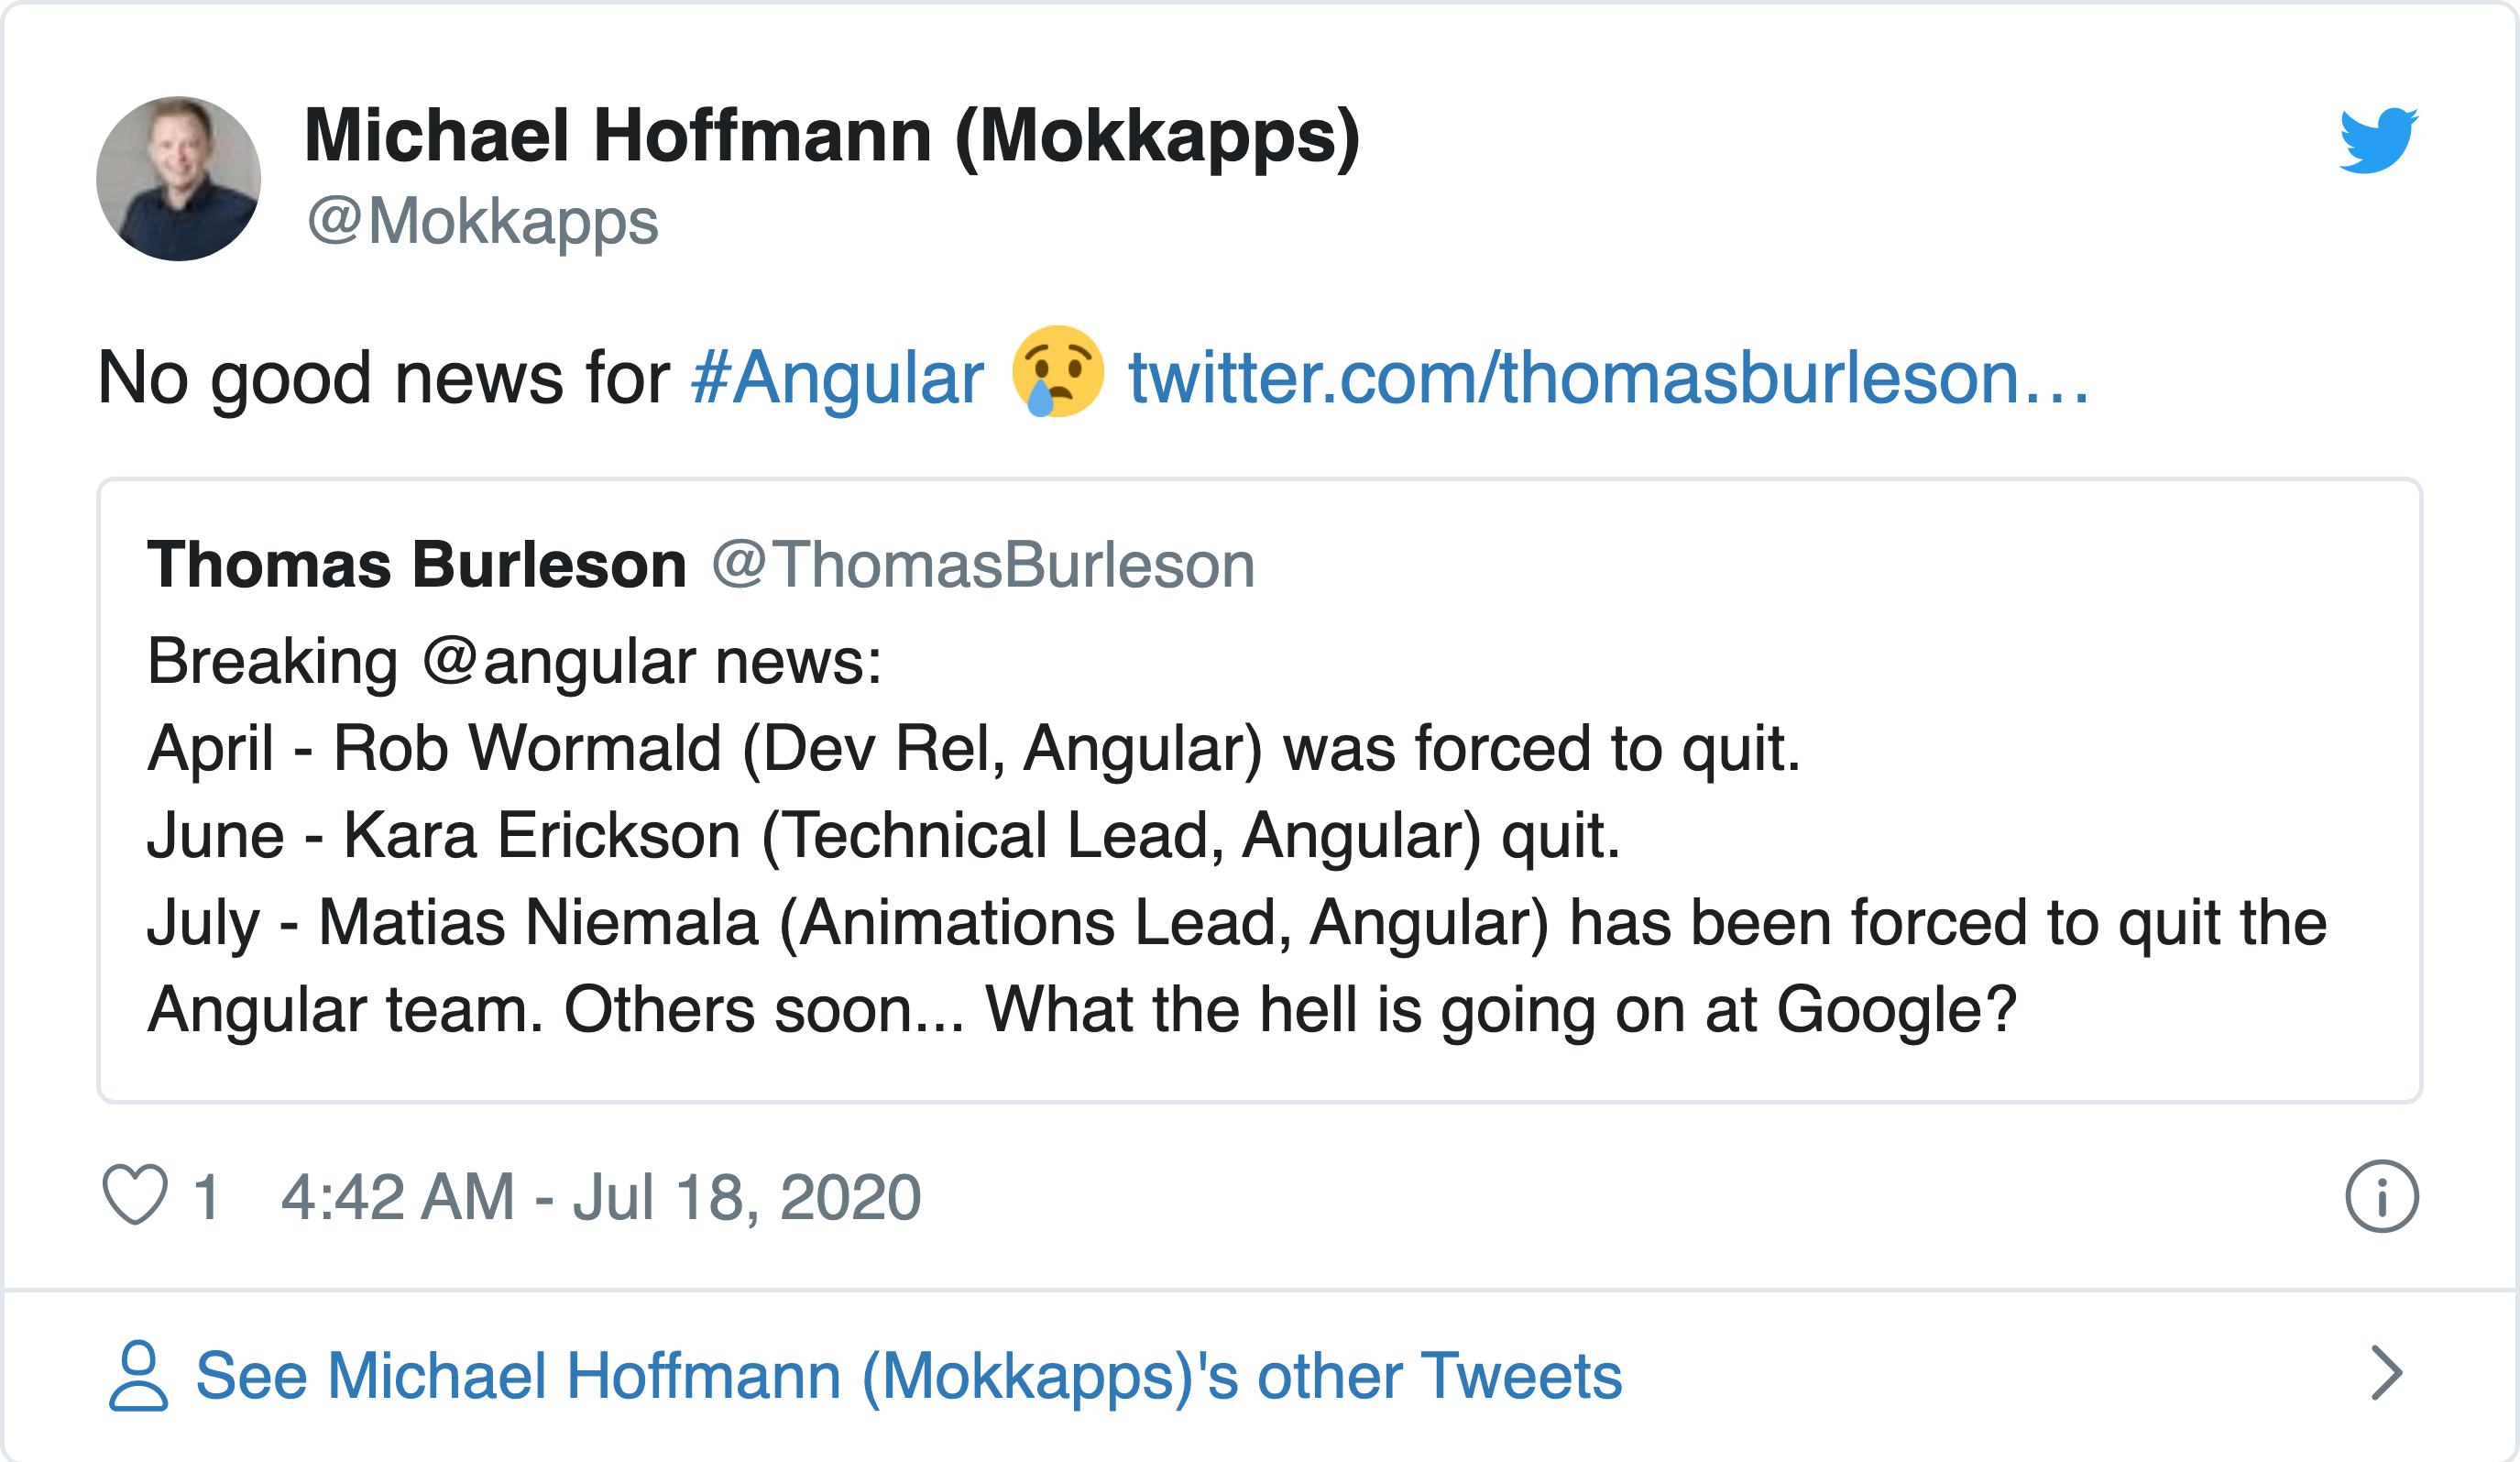 Michael Hoffmann (Mokkapps)
@Mokkapps
No good news for #Angular 😢 twitter.com/thomasburleson…
Thomas Burleson @ThomasBurleson
Breaking @angular news:
April - Rob Wormald (Dev Rel, Angular) was forced to quit.
June - Kara Erickson (Technical Lead, Angular) quit.
July - Matias Niemala (Animations Lead, Angular) has been forced to quit the
Angular team. Others soon... What the hell is going on at Google?
1 4:42 AM - Jul 18, 2020
See Michael Hoffmann (Mokkapps)'s other Tweets